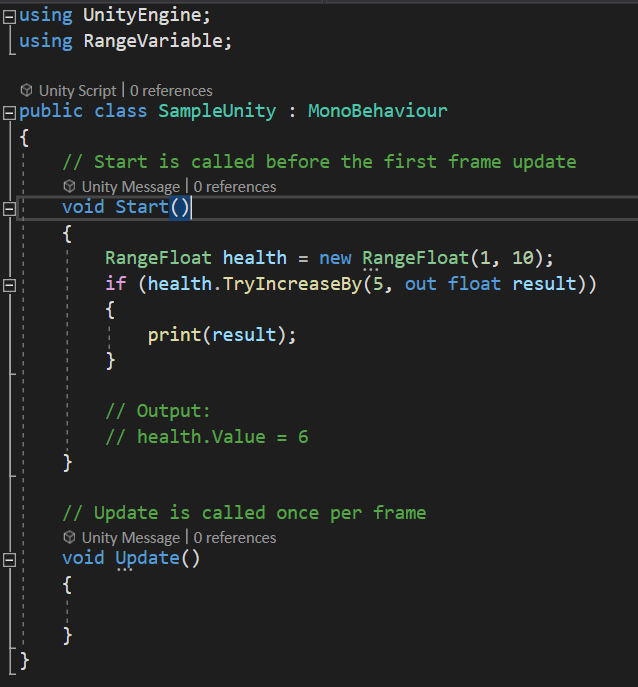 using UnityEngine;
using RangeVariable;
Unity Script | 0 references
public class SampleUnity : MonoBehaviour
{
// Start is called before the first frame update
Unity Message | 0 references
void Start()
{
RangeFloat health = new RangeFloat(1, 10);
if (health.TryIncreaseBy(5, out float result))
{
print(result);
}
// Output:
// health.Value = 6
}
// Update is called once per frame
Unity Message | 0 references
void Update()
{
}
}